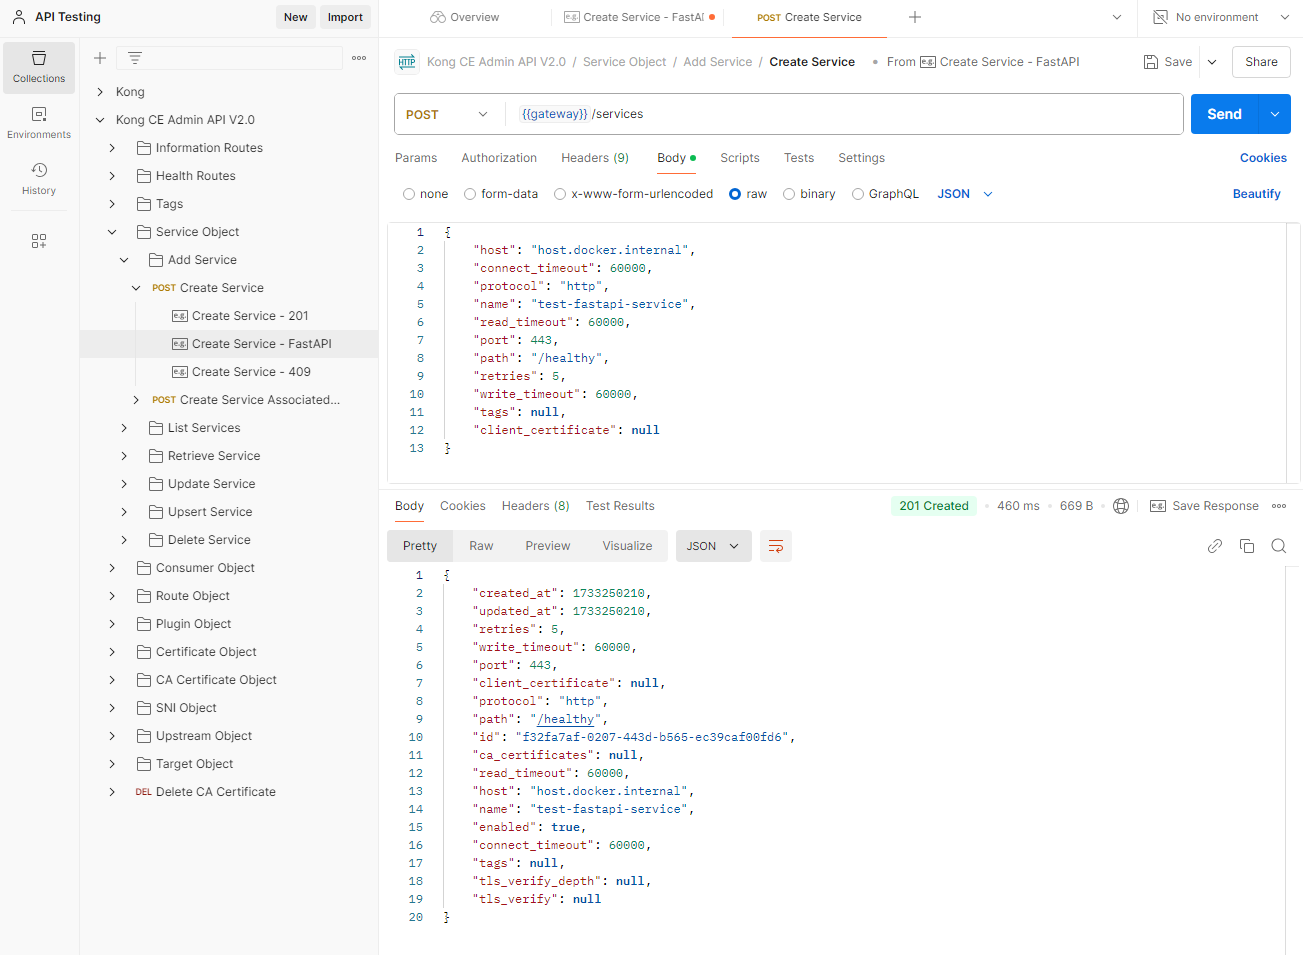 API Testing
New
Import
Collections
Environments
History
Kong
Kong CE Admin API V2.0
Information Routes
Health Routes
Tags
Service Object
Add Service
POST Create Service
e.g. Create Service - 201
e.g. Create Service - FastAPI
e.g. Create Service - 409
POST Create Service Associated...
List Services
Retrieve Service
Update Service
Upsert Service
Delete Service
Consumer Object
Route Object
Plugin Object
Certificate Object
CA Certificate Object
SNI Object
Upstream Object
Target Object
DEL Delete CA Certificate
Overview
e.g. Create Service - FastAI
POST Create Service
No environment
HTTP Kong CE Admin API V2.0 / Service Object / Add Service / Create Service • From e.g. Create Service - FastAPI
Save
Share
POST
{{gateway}} /services
Send
Params Authorization Headers (9) Body Scripts Tests Settings
Cookies
none form-data x-www-form-urlencoded raw binary GraphQL JSON
Beautify
1 {
2 "host": "host.docker.internal",
3 "connect_timeout": 60000,
4 "protocol": "http",
5 "name": "test-fastapi-service",
6 "read_timeout": 60000,
7 "port": 443,
8 "path": "/healthy",
9 "retries": 5,
10 "write_timeout": 60000,
11 "tags": null,
12 "client_certificate": null
13 }
Body Cookies Headers (8) Test Results
201 Created • 460 ms • 669 B
e.g. Save Response
Pretty Raw Preview Visualize JSON
1 {
2 "created_at": 1733250210,
3 "updated_at": 1733250210,
4 "retries": 5,
5 "write_timeout": 60000,
6 "port": 443,
7 "client_certificate": null,
8 "protocol": "http",
9 "path": "/healthy",
10 "id": "f32fa7af-0207-443d-b565-ec39caf00fd6",
11 "ca_certificates": null,
12 "read_timeout": 60000,
13 "host": "host.docker.internal",
14 "name": "test-fastapi-service",
15 "enabled": true,
16 "connect_timeout": 60000,
17 "tags": null,
18 "tls_verify_depth": null,
19 "tls_verify": null
20 }